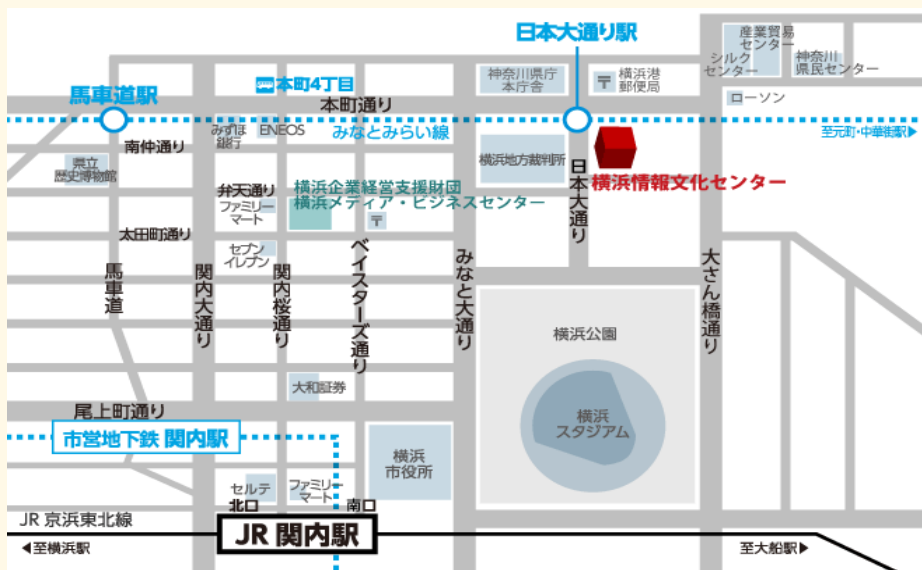 日本大通り駅
産業貿易
センター
シルク
センター
神奈川
県民センター
神奈川県庁
本庁舎
〒
横浜港
郵便局
ローソン
本町4丁目
馬車道駅
本町通り
みなとみらい線
至元町・中華街駅▶
みずほ
銀行
ENEOS
南仲通り
県立
歴史博物館
横浜地方裁判所
日本大通り
横浜情報文化センター
弁天通り
ファミリー
マート
横浜企業経営支援財団
横浜メディア・ビジネスセンター
〒
太田町通り
セブン
イレブン
馬車道
関内大通り
関内桜通り
ベイスターズ通り
みなと大通り
大さん橋通り
横浜公園
横浜
スタジアム
大和証券
尾上町通り
市営地下鉄 関内駅
横浜
市役所
セルテ
ファミリー
マート
北口
南口
JR 京浜東北線
JR 関内駅
◀至横浜駅
至大船駅▶